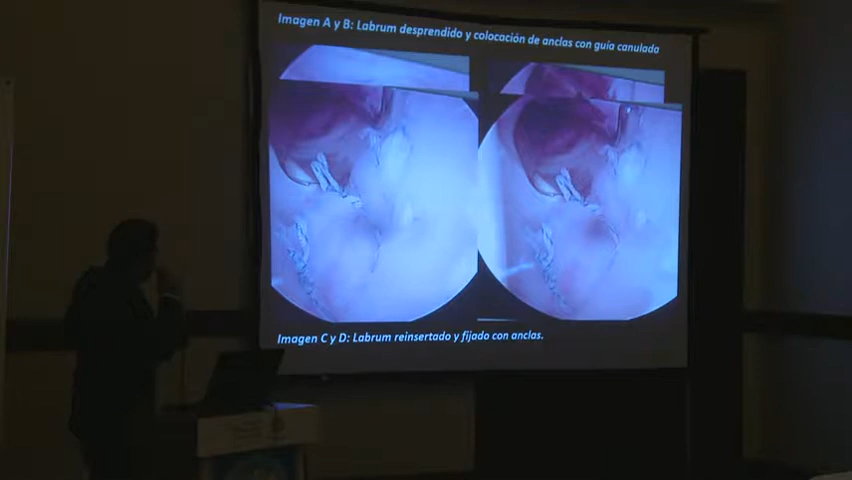 Imagen A y B: Labrum desprendido y colocación de anclas con guía canulada
Imagen C y D: Labrum reinsertado y fijado con anclas.